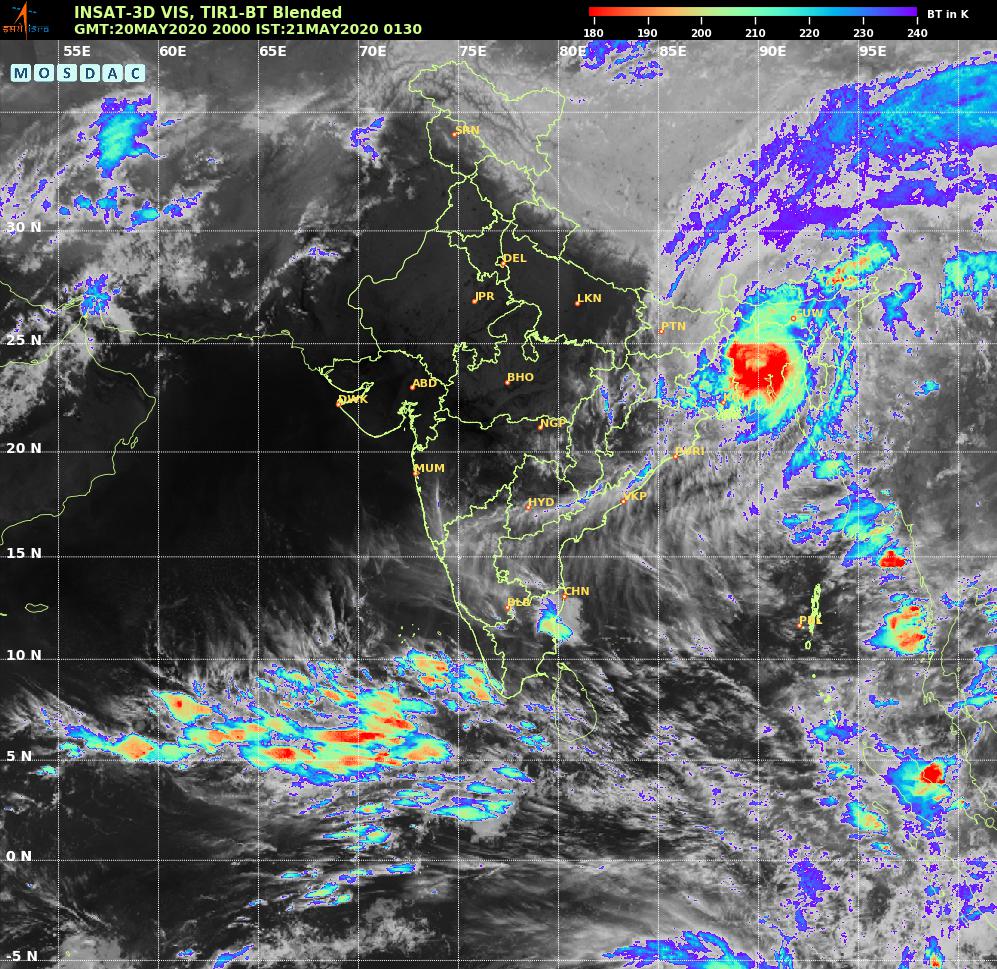 INSAT-3D VIS, TIR1-BT Blended
GMT:20MAY2020 2000 IST:21MAY2020 0130
BT in K
180 190 200 210 220 230 240
55E 60E 65E 70E 75E 80E 85E 90E 95E
M O S D A C
SRN
30 N
DEL
JPR
LKN
GUW
PTN
25 N
BHO
ABD
DWK
NGP
20 N
PURI
MUM
HYD
VKP
15 N
CHN
BLG
PBL
10 N
5 N
0 N
-5 N